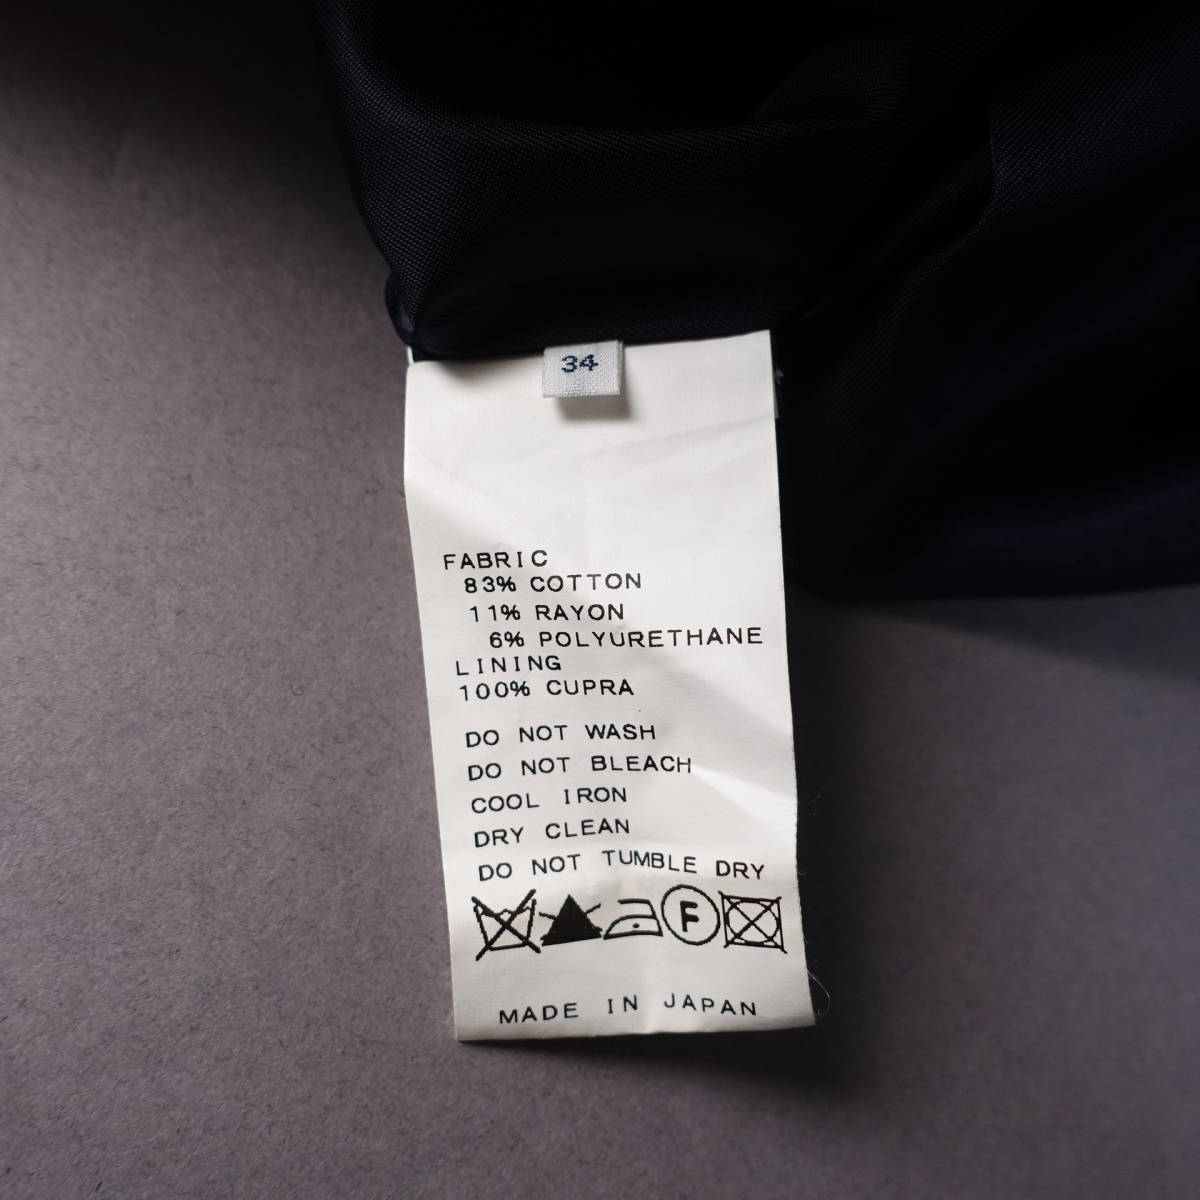 34
FABRIC
83% COTTON
11% RAYON
6% POLYURETHANE
LINING
100% CUPRA
DO NOT WASH
DO NOT BLEACH
COOL IRON
DRY CLEAN
DO NOT TUMBLE DRY
F
MADE IN JAPAN